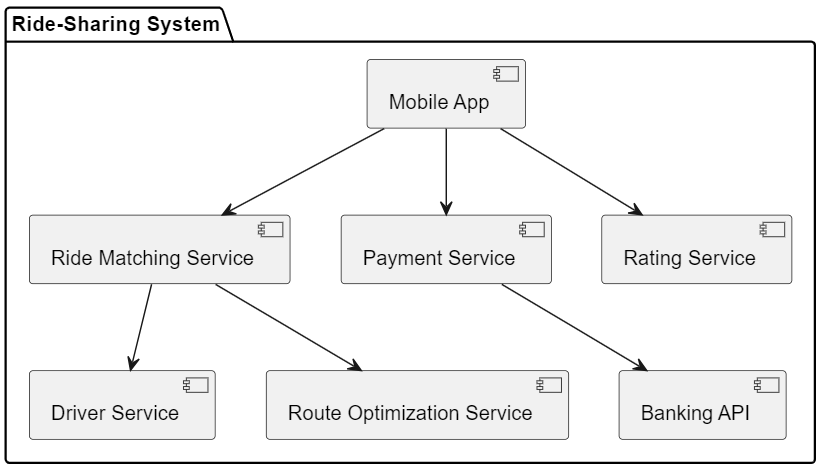 Ride-Sharing System
Mobile App
Ride Matching Service
Payment Service
Rating Service
Driver Service
Route Optimization Service
Banking API